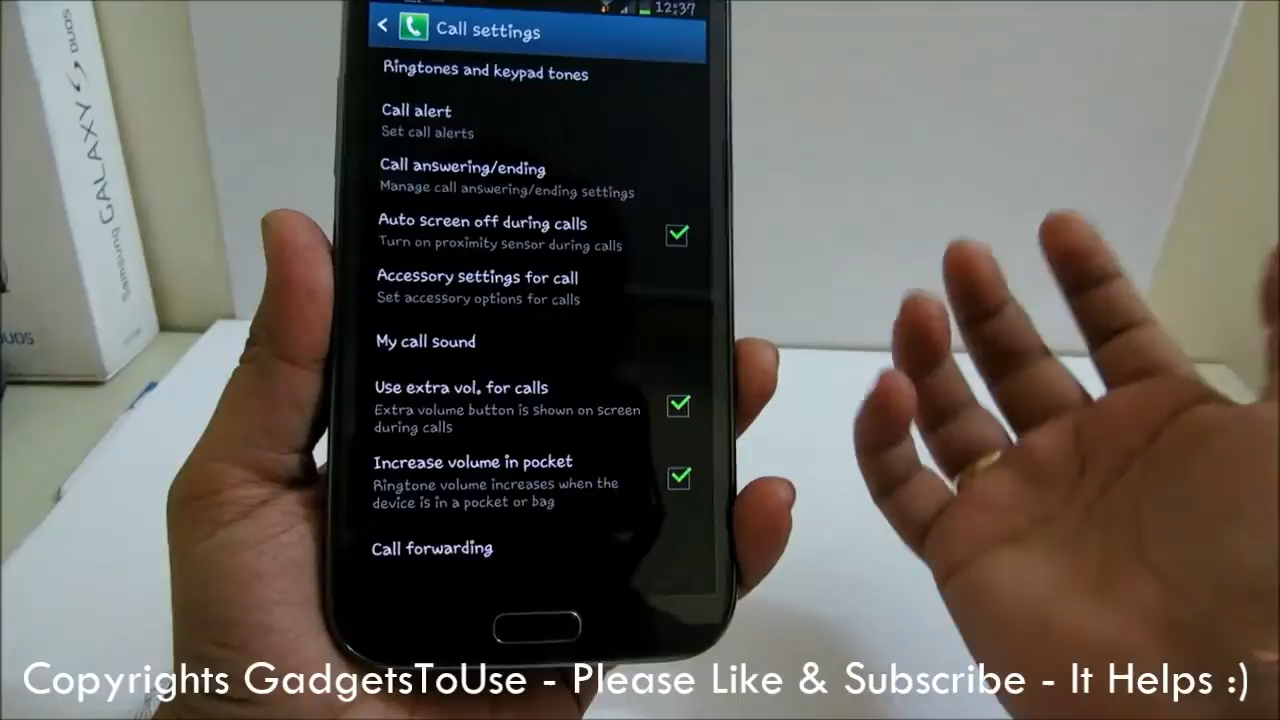 12:37
Call settings
Ringtones and keypad tones
Call alert
Set call alerts
Call answering/ending
Manage call answering/ending settings
Auto screen off during calls
Turn on proximity sensor during calls
Accessory settings for call
Set accessory options for calls
My call sound
Use extra vol. for calls
Extra volume button is shown on screen
during calls
Increase volume in pocket
Ringtone volume increases when the
device is in a pocket or bag
Call forwarding
Samsung GALAXY S DUOS
DUOS
Copyrights GadgetsToUse - Please Like & Subscribe - It Helps :)